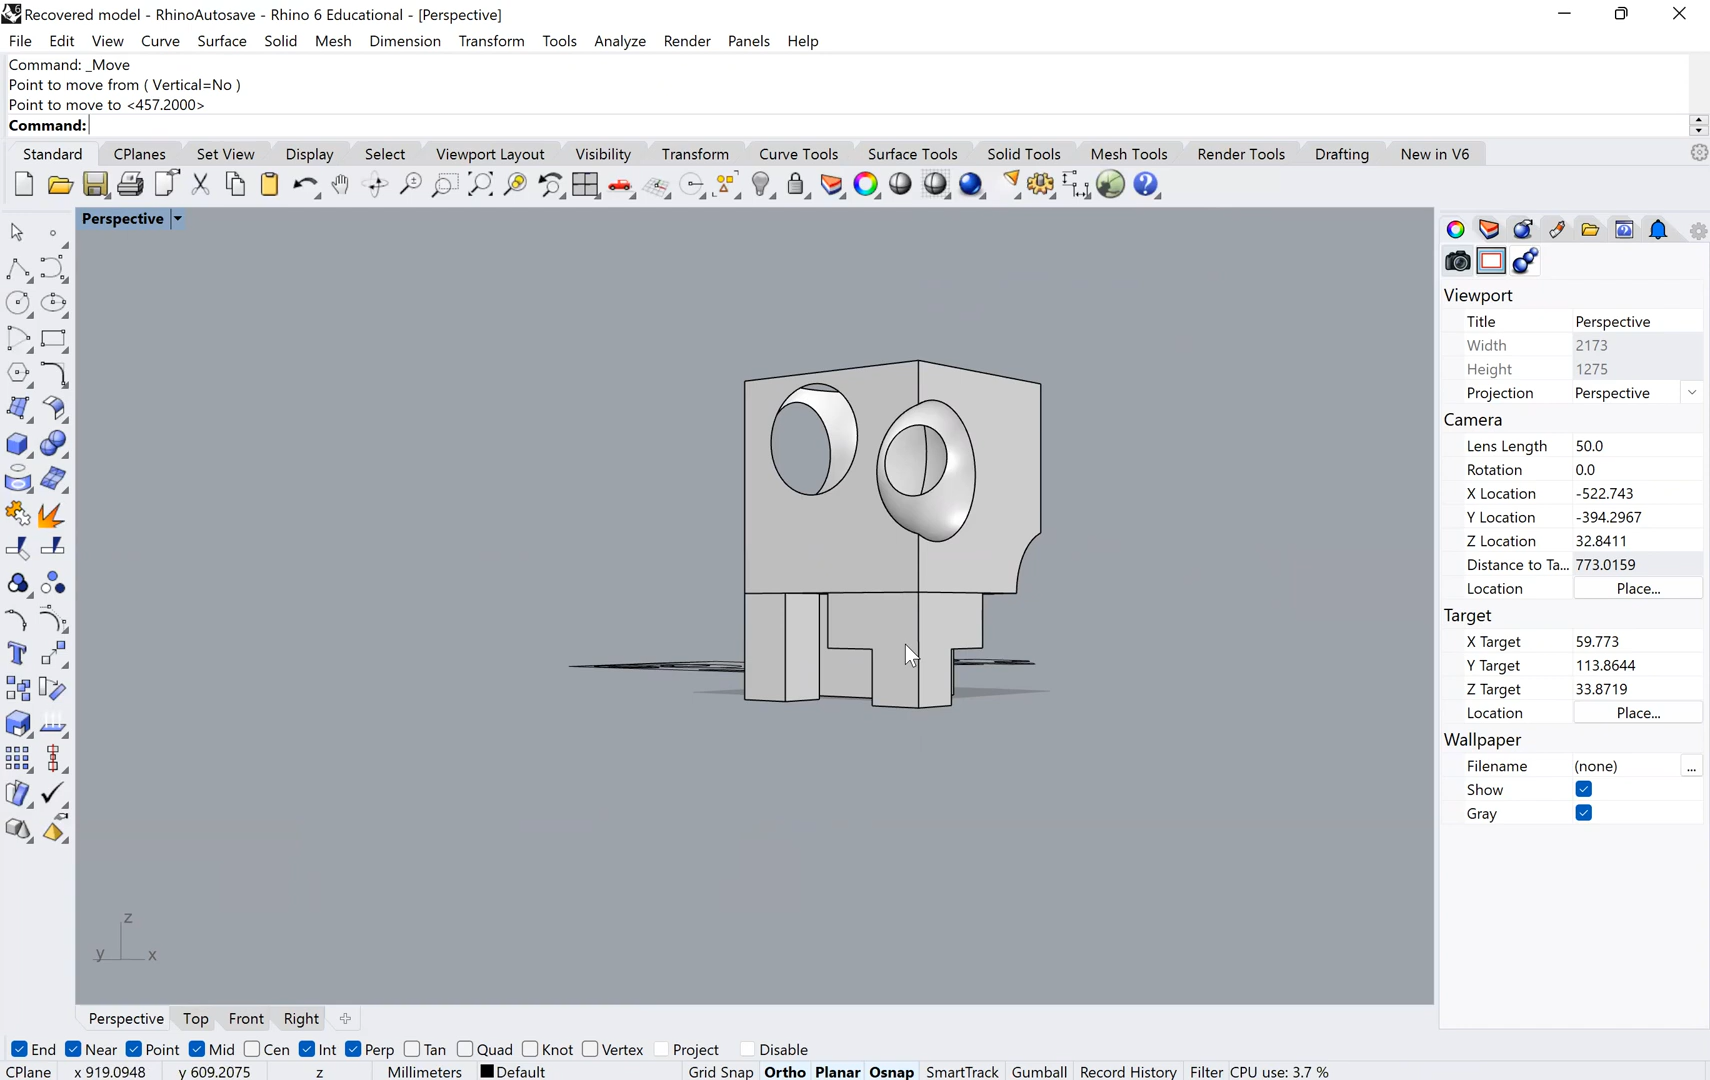 Recovered model - RhinoAutosave - Rhino 6 Educational - [Perspective]
File Edit View Curve Surface Solid Mesh Dimension Transform Tools Analyze Render Panels Help
Command: _Move
Point to move from ( Vertical=No )
Point to move to <457.2000>
Command:
Standard CPlanes Set View Display Select Viewport Layout Visibility Transform Curve Tools Surface Tools Solid Tools Mesh Tools Render Tools Drafting New in V6
Perspective
Viewport
Title Perspective
Width 2173
Height 1275
Projection Perspective
Camera
Lens Length 50.0
Rotation 0.0
X Location -522.743
Y Location -394.2967
Z Location 32.8411
Distance to Ta... 773.0159
Location Place...
Target
X Target 59.773
Y Target 113.8644
Z Target 33.8719
Location Place...
Wallpaper
Filename (none) ...
Show
Gray
z
y x
Perspective Top Front Right
End Near Point Mid Cen Int Perp Tan Quad Knot Vertex Project Disable
CPlane x 919.0948 y 609.2075 z Millimeters Default Grid Snap Ortho Planar Osnap SmartTrack Gumball Record History Filter CPU use: 3.7 %